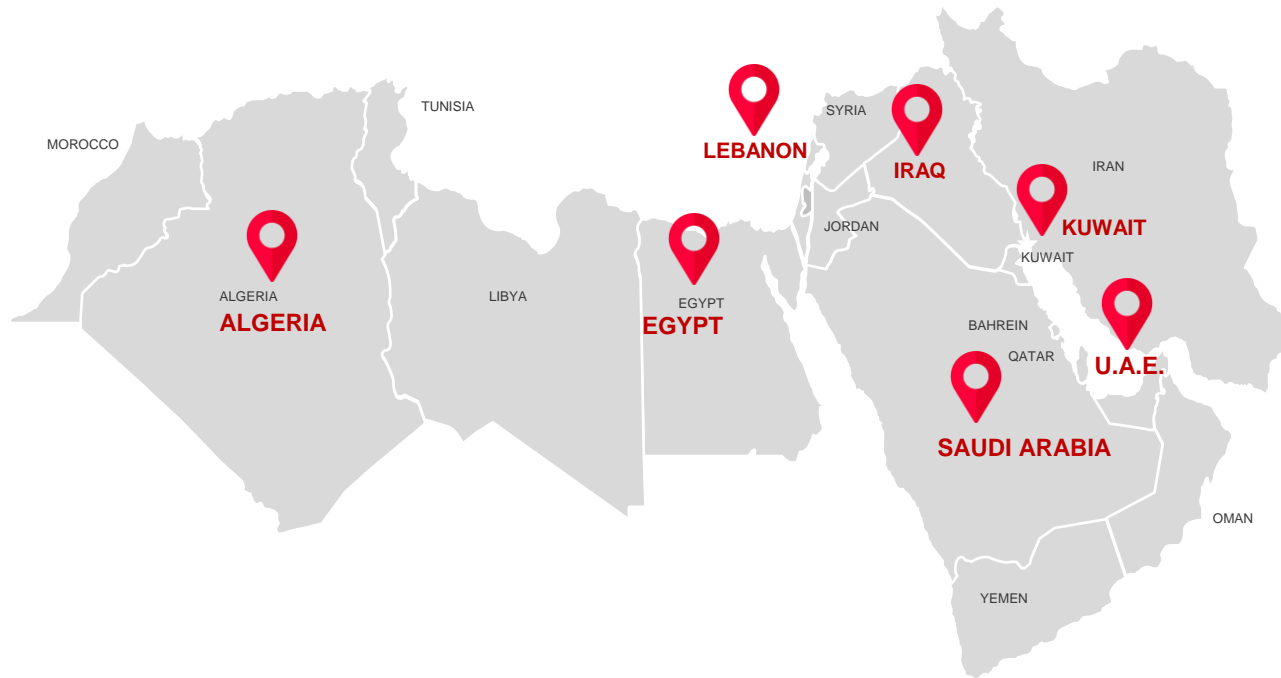 TUNISIA
SYRIA
MOROCCO
LEBANON
IRAQ
IRAN
JORDAN
KUWAIT
KUWAIT
ALGERIA
ALGERIA
LIBYA
EGYPT
EGYPT
BAHREIN
QATAR
U.A.E.
SAUDI ARABIA
OMAN
YEMEN